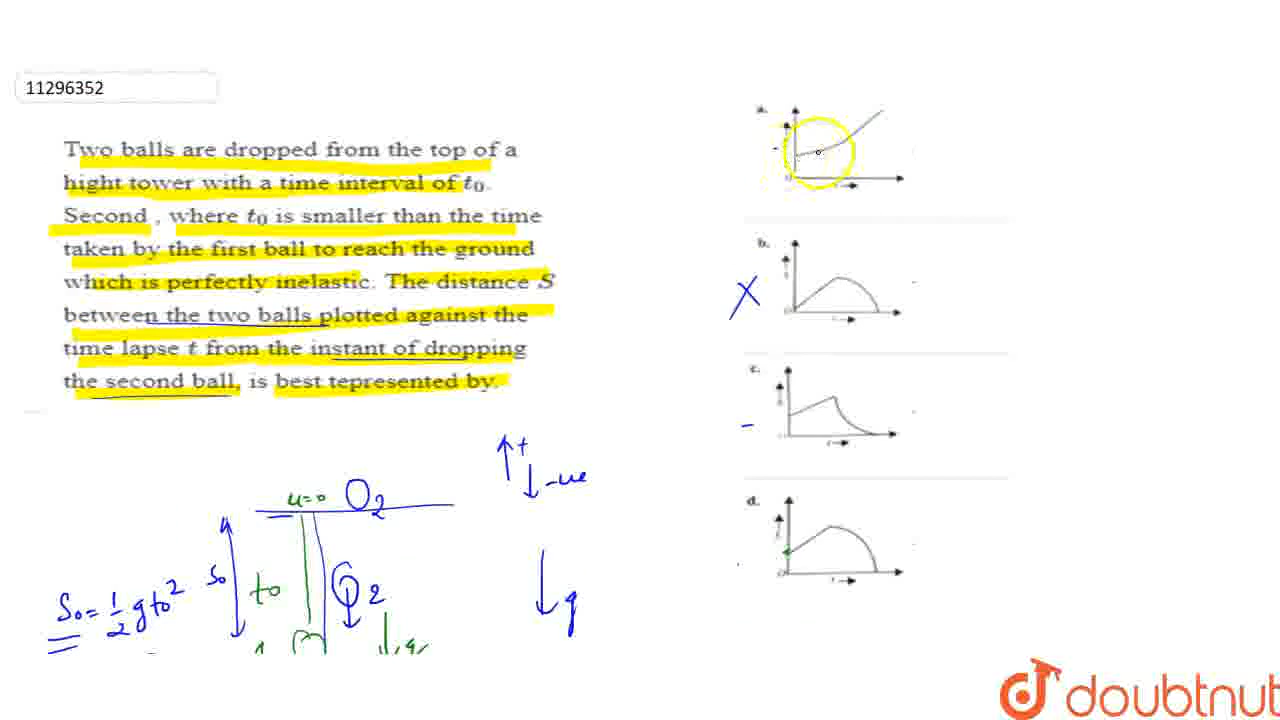 11296352
Two balls are dropped from the top of a
hight tower with a time interval of t₀.
Second , where t₀ is smaller than the time
taken by the first ball to reach the ground
which is perfectly inelastic. The distance S
between the two balls plotted against the
time lapse t from the instant of dropping
the second ball, is best tepresented by.
a.
b.
c.
d.
+
-ve
u=0
2
S₀
t₀
2
S₀=1/2 gt₀²
g
doubtnut